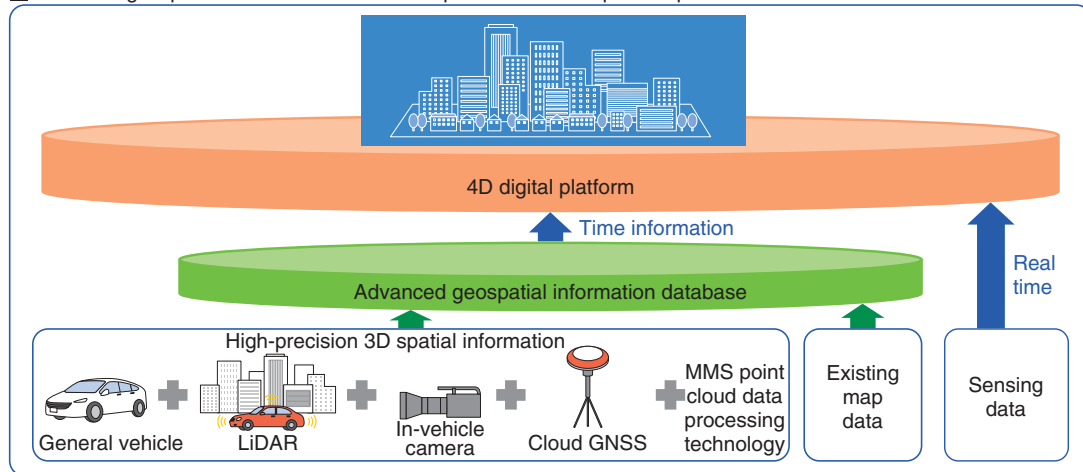 4D digital platform
Time information
Real
time
Advanced geospatial information database
High-precision 3D spatial information
General vehicle
LiDAR
In-vehicle
camera
Cloud GNSS
MMS point
cloud data
processing
technology
Existing
map
data
Sensing
data